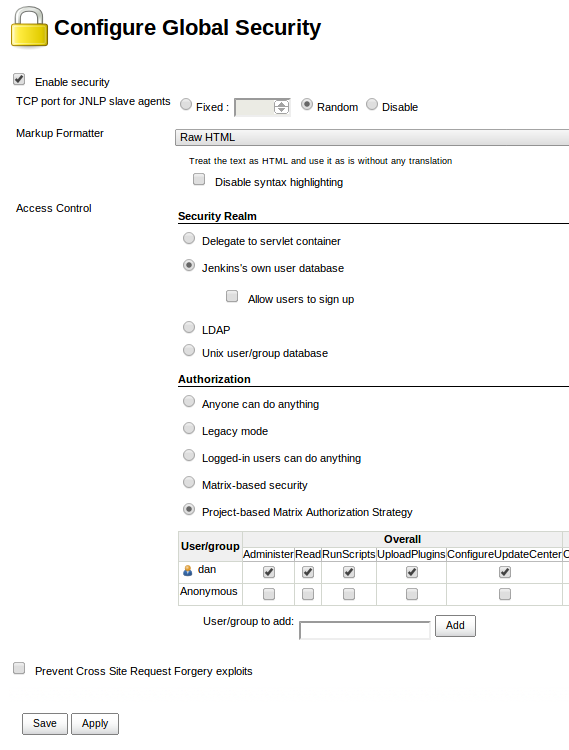 Configure Global Security
Enable security
TCP port for JNLP slave agents Fixed : Random Disable
Markup Formatter
Raw HTML
Treat the text as HTML and use it as is without any translation
Disable syntax highlighting
Access Control
Security Realm
Delegate to servlet container
Jenkins's own user database
Allow users to sign up
LDAP
Unix user/group database
Authorization
Anyone can do anything
Legacy mode
Logged-in users can do anything
Matrix-based security
Project-based Matrix Authorization Strategy
User/group Overall
Administer Read RunScripts UploadPlugins ConfigureUpdateCenter
dan
Anonymous
User/group to add: Add
Prevent Cross Site Request Forgery exploits
Save Apply